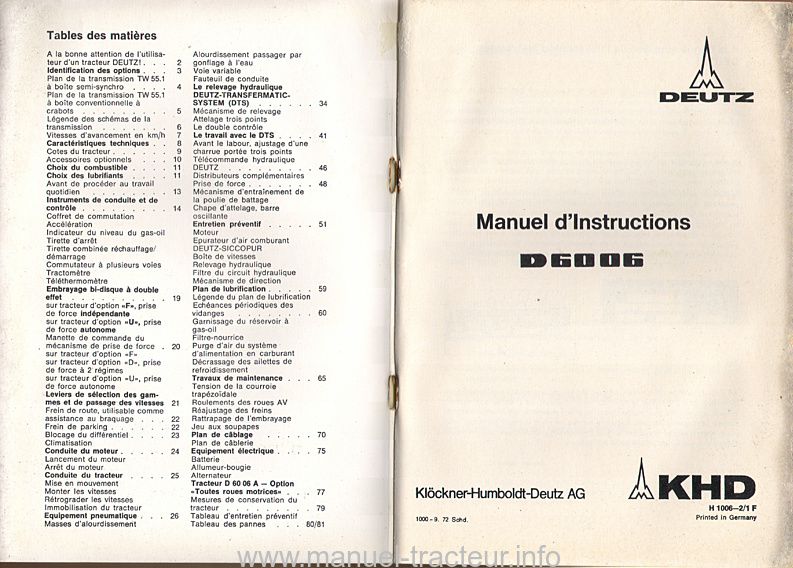 Tables des matières
A la bonne attention de l'utilisa-
teur d'un tracteur DEUTZ! . . . 2
Identification des options . . . 3
Plan de la transmission TW 55.1
à boîte semi-synchro . . . . 4
Plan de la transmission TW 55.1
à boîte conventionnelle à
crabots . . . . . . . . . 5
Légende des schémas de la
transmission . . . . . . . 6
Vitesses d'avancement en km/h 7
Caractéristiques techniques . . 8
Cotes du tracteur . . . . . . 9
Accessoires optionnels . . . 10
Choix du combustible . . . . 11
Choix des lubrifiants . . . . 11
Avant de procéder au travail
quotidien . . . . . . . . 13
Instruments de conduite et de
contrôle . . . . . . . . . 14
Coffret de commutation
Accélération
Indicateur du niveau du gas-oil
Tirette d'arrêt
Tirette combinée réchauffage/
démarrage
Commutateur à plusieurs voies
Tractomètre
Téléthermomètre
Embrayage bi-disque à double
effet . . . . . . . . . . 19
sur tracteur d'option «F», prise
de force indépendante
sur tracteur d'option «U», prise
de force autonome
Manette de commande du
mécanisme de prise de force . 20
sur tracteur d'option «F»
sur tracteur d'option «D», prise
de force à 2 régimes
sur tracteur d'option «U», prise
de force autonome
Leviers de sélection des gam-
mes et de passage des vitesses 21
Frein de route, utilisable comme
assistance au braquage . . . 22
Frein de parking . . . . . . 22
Blocage du différentiel . . . . 23
Climatisation
Conduite du moteur . . . . . 24
Lancement du moteur
Arrêt du moteur
Conduite du tracteur . . . . 25
Mise en mouvement
Monter les vitesses
Rétrograder les vitesses
Immobilisation du tracteur
Equipement pneumatique . . . 26
Masses d'alourdissement
Alourdissement passager par
gonflage à l'eau
Voie variable
Fauteuil de conduite
Le relevage hydraulique
DEUTZ-TRANSFERMATIC-
SYSTEM (DTS) . . . . . . . 34
Mécanisme de relevage
Attelage trois points
Le double contrôle
Le travail avec le DTS . . . . 41
Avant le labour, ajustage d'une
charrue portée trois points
Télécommande hydraulique
DEUTZ . . . . . . . . . . 46
Distributeurs complémentaires
Prise de force . . . . . . . 48
Mécanisme d'entraînement de
la poulie de battage
Chape d'attelage, barre
oscillante
Entretien préventif . . . . . 51
Moteur
Epurateur d'air comburant
DEUTZ-SICCOPUR
Boîte de vitesses
Relevage hydraulique
Filtre du circuit hydraulique
Mécanisme de direction
Plan de lubrification . . . . . 59
Légende du plan de lubrification
Echéances périodiques des
vidanges . . . . . . . . . 60
Garnissage du réservoir à
gas-oil
Filtre-nourrice
Purge d'air du système
d'alimentation en carburant
Décrassage des ailettes de
refroidissement
Travaux de maintenance . . . 65
Tension de la courroie
trapézoïdale
Roulements des roues AV
Réajustage des freins
Rattrapage de l'embrayage
Jeu aux soupapes
Plan de câblage . . . . . 70
Plan de câblerie
Equipement électrique . . . . 75
Batterie
Allumeur-bougie
Alternateur
Tracteur D 60 06 A — Option
«Toutes roues motrices» . . . 77
Mesures de conservation du
tracteur . . . . . . . . . 79
Tableau d'entretien préventif
Tableau des pannes . . . 80/81
DEUTZ
Manuel d'Instructions
D 60 06
Klöckner-Humboldt-Deutz AG
KHD
H 1006—2/1 F
1000 - 9. 72 Schd.
Printed in Germany
www.manuel-tracteur.info